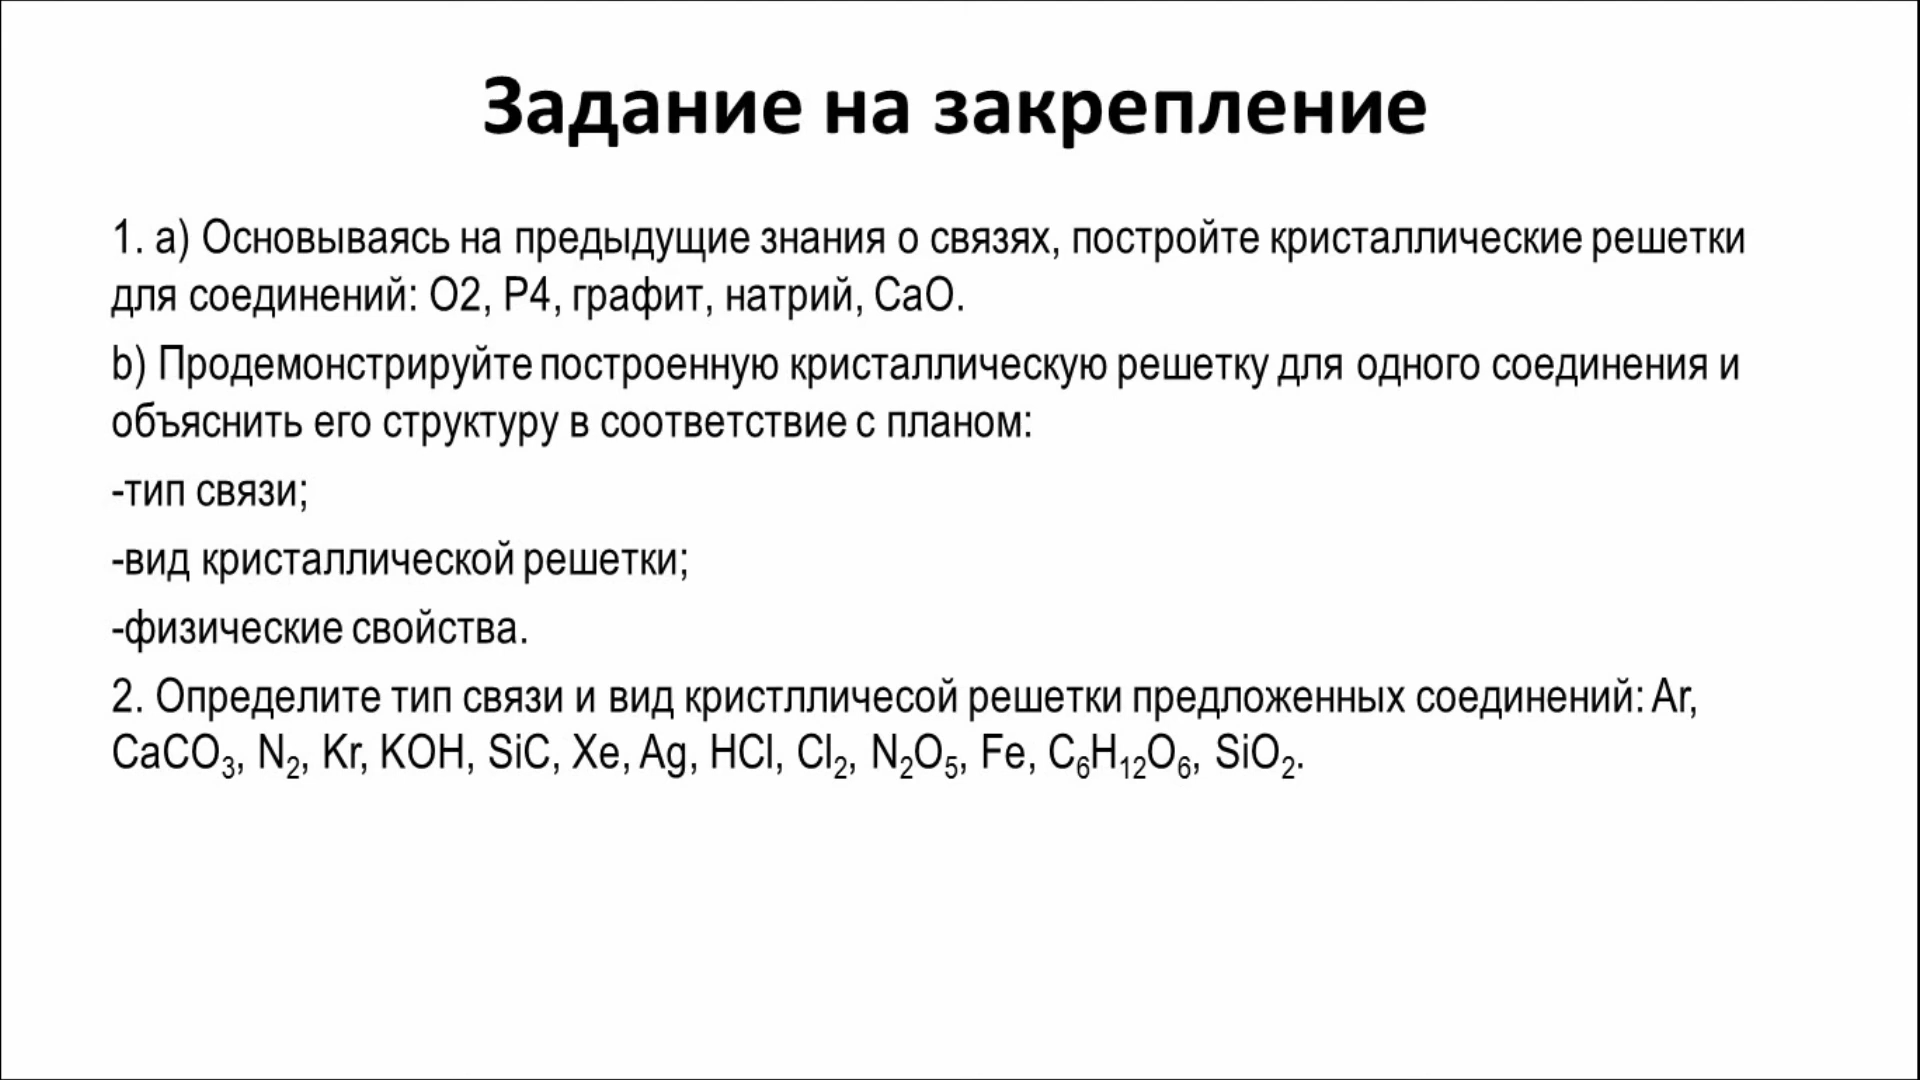 Задание на закрепление
1. а) Основываясь на предыдущие знания о связях, постройте кристаллические решетки
для соединений: О2, Р4, графит, натрий, СаО.
b) Продемонстрируйте построенную кристаллическую решетку для одного соединения и
объяснить его структуру в соответствие с планом:
-тип связи;
-вид кристаллической решетки;
-физические свойства.
2. Определите тип связи и вид кристлличесой решетки предложенных соединений: Ar,
CaCO₃, N₂, Kr, KOH, SiC, Xe, Ag, HCl, Cl₂, N₂O₅, Fe, C₆H₁₂O₆, SiO₂.